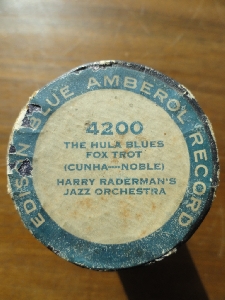 EDISON BLUE AMBEROL RECORD
4200
THE HULA BLUES
FOX TROT
(CUNHA----NOBLE)
HARRY RADERMAN'S
JAZZ ORCHESTRA